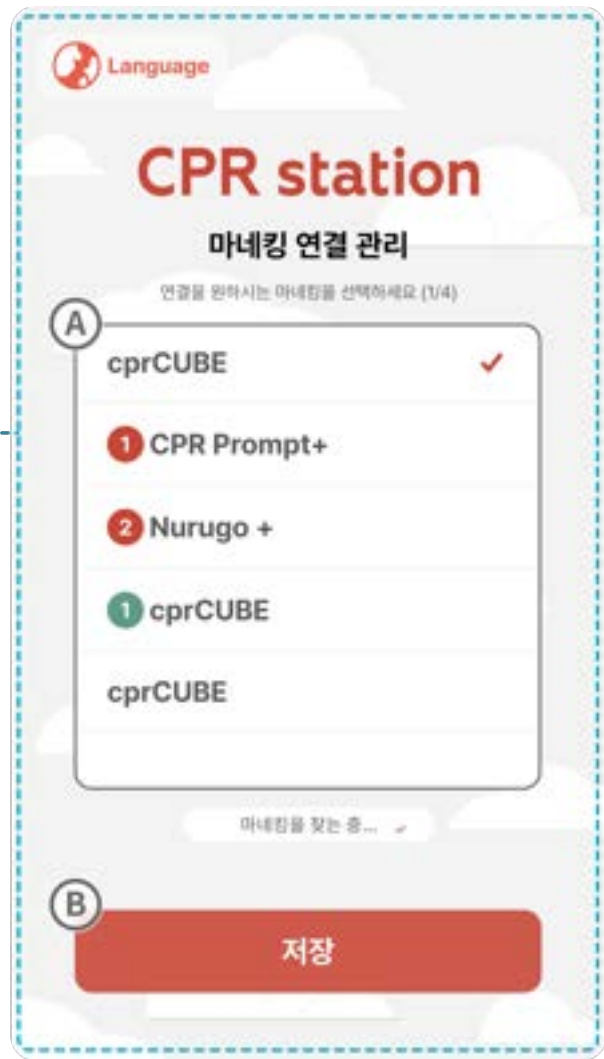 Language
CPR station
마네킹 연결 관리
연결을 원하시는 마네킹을 선택하세요 (1/4)
A
cprCUBE
1 CPR Prompt+
2 Nurugo +
1 cprCUBE
cprCUBE
마네킹을 찾는 중...
B
저장